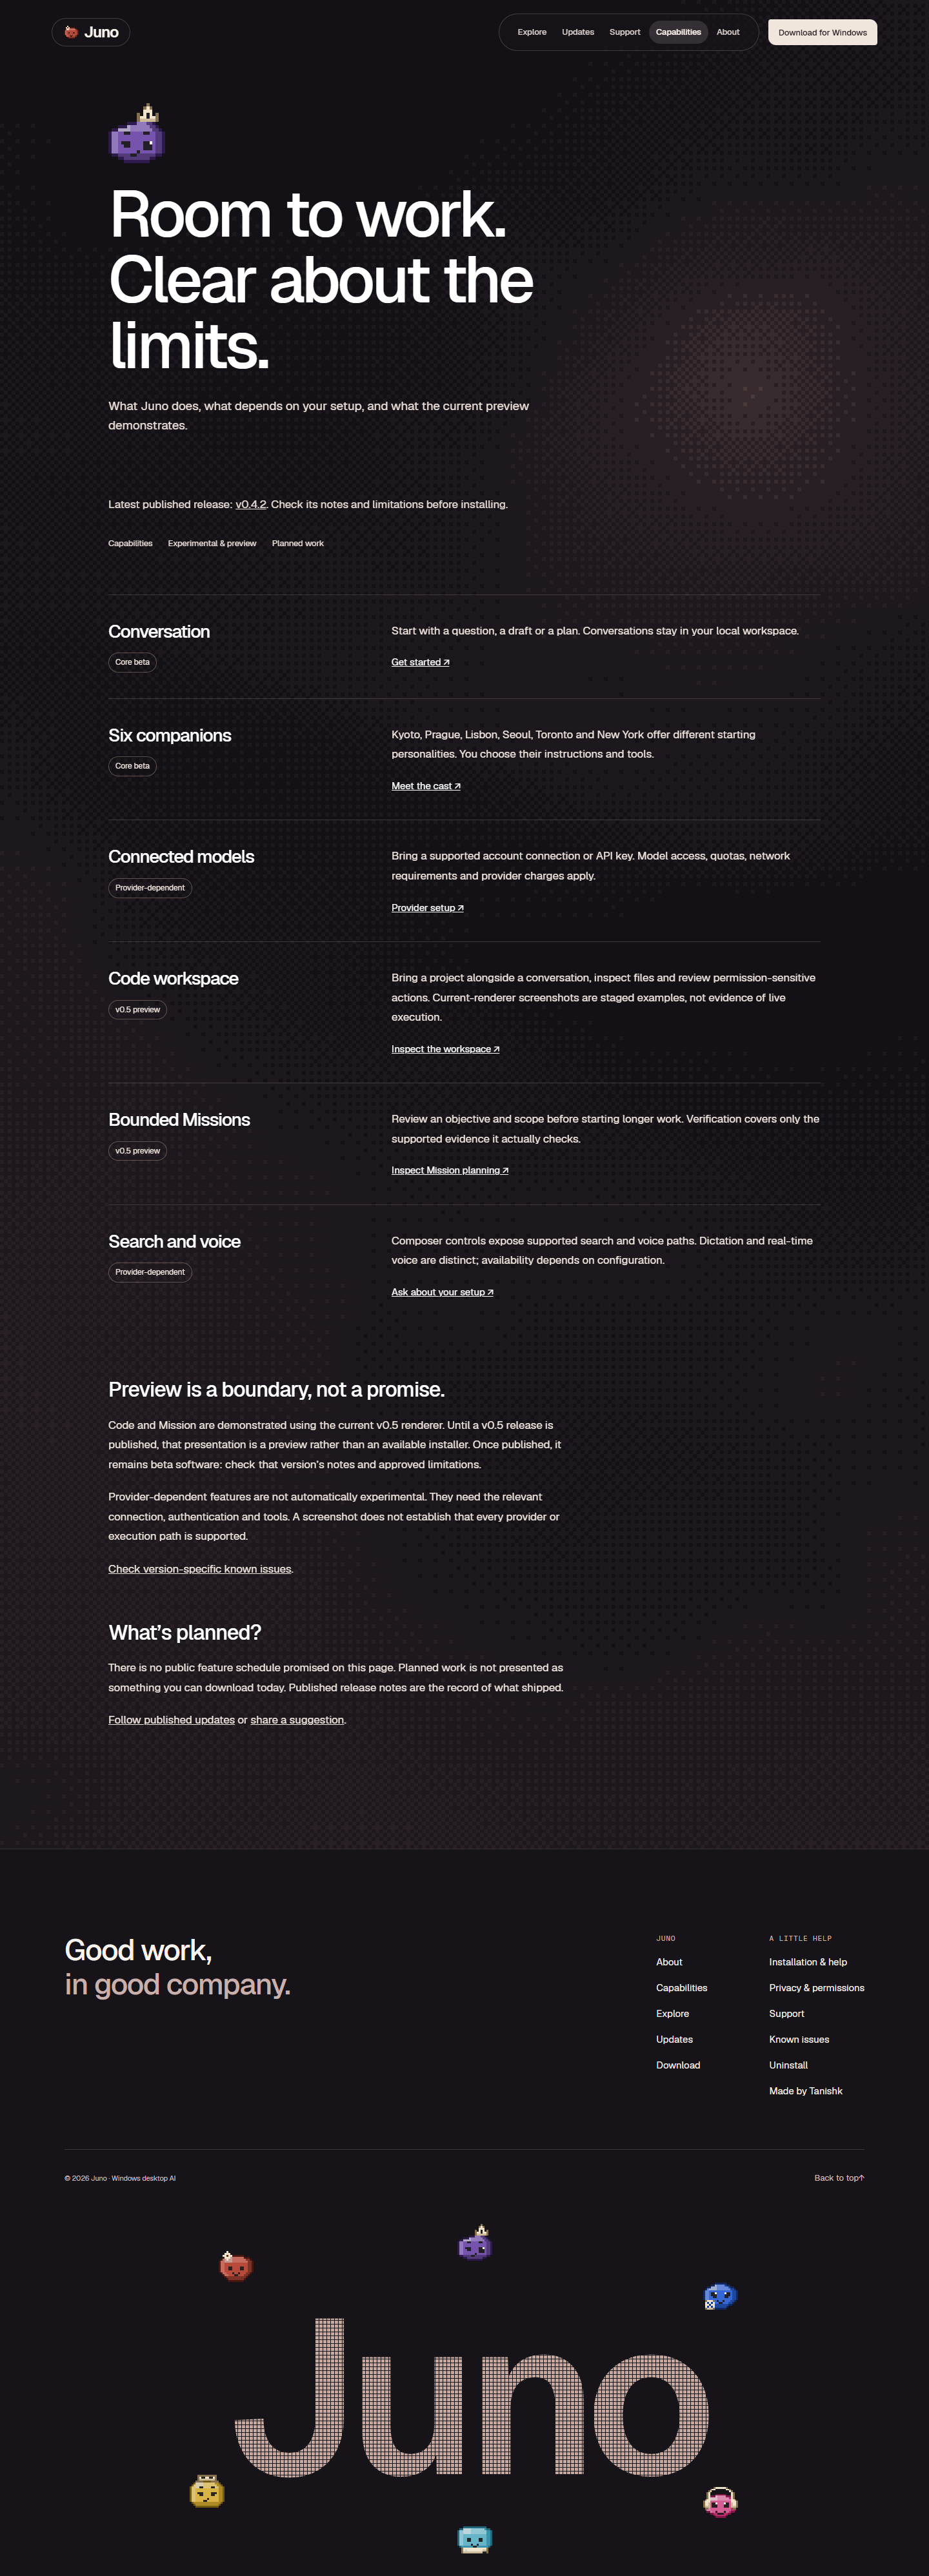 Juno
Explore Updates Support Capabilities About
Download for Windows
Room to work.
Clear about the
limits.
What Juno does, what depends on your setup, and what the current preview
demonstrates.
Latest published release: v0.4.2. Check its notes and limitations before installing.
Capabilities Experimental & preview Planned work
Conversation
Core beta
Start with a question, a draft or a plan. Conversations stay in your local workspace.
Get started ↗
Six companions
Core beta
Kyoto, Prague, Lisbon, Seoul, Toronto and New York offer different starting
personalities. You choose their instructions and tools.
Meet the cast ↗
Connected models
Provider-dependent
Bring a supported account connection or API key. Model access, quotas, network
requirements and provider charges apply.
Provider setup ↗
Code workspace
v0.5 preview
Bring a project alongside a conversation, inspect files and review permission-sensitive
actions. Current-renderer screenshots are staged examples, not evidence of live
execution.
Inspect the workspace ↗
Bounded Missions
v0.5 preview
Review an objective and scope before starting longer work. Verification covers only the
supported evidence it actually checks.
Inspect Mission planning ↗
Search and voice
Provider-dependent
Composer controls expose supported search and voice paths. Dictation and real-time
voice are distinct; availability depends on configuration.
Ask about your setup ↗
Preview is a boundary, not a promise.
Code and Mission are demonstrated using the current v0.5 renderer. Until a v0.5 release is
published, that presentation is a preview rather than an available installer. Once published, it
remains beta software: check that version's notes and approved limitations.
Provider-dependent features are not automatically experimental. They need the relevant
connection, authentication and tools. A screenshot does not establish that every provider or
execution path is supported.
Check version-specific known issues.
What's planned?
There is no public feature schedule promised on this page. Planned work is not presented as
something you can download today. Published release notes are the record of what shipped.
Follow published updates or share a suggestion.
Good work,
in good company.
JUNO
About
Capabilities
Explore
Updates
Download
A LITTLE HELP
Installation & help
Privacy & permissions
Support
Known issues
Uninstall
Made by Tanishk
© 2026 Juno · Windows desktop AI
Back to top↑
Juno